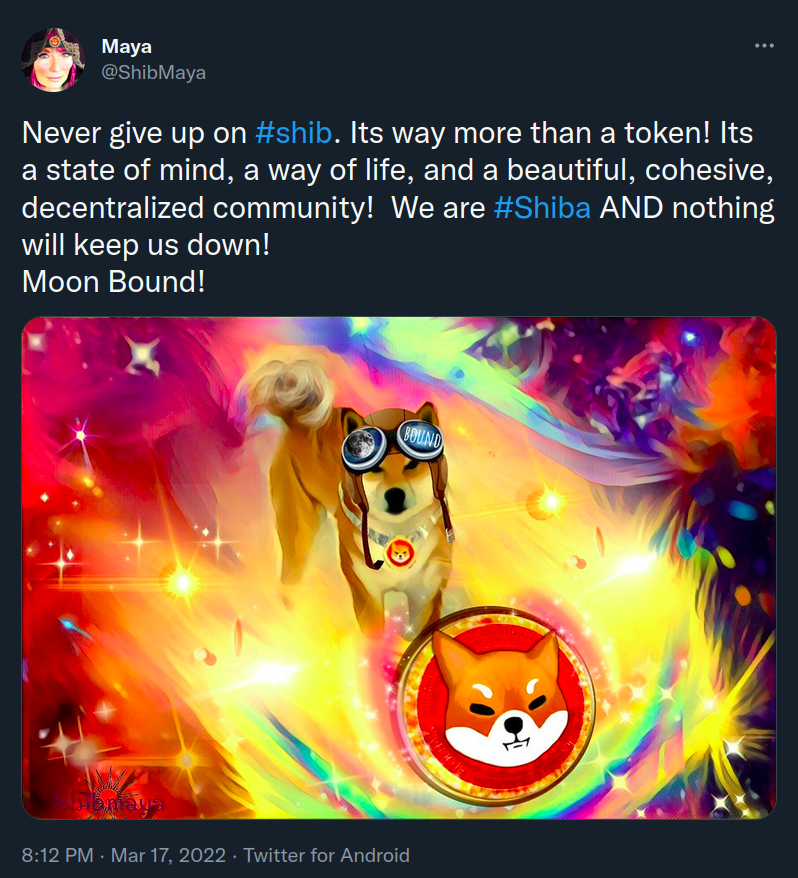 Maya
@ShibMaya
Never give up on #shib. Its way more than a token! Its
a state of mind, a way of life, and a beautiful, cohesive,
decentralized community!  We are #Shiba AND nothing
will keep us down!
Moon Bound!
BOUND
Shibamaya
8:12 PM · Mar 17, 2022 · Twitter for Android